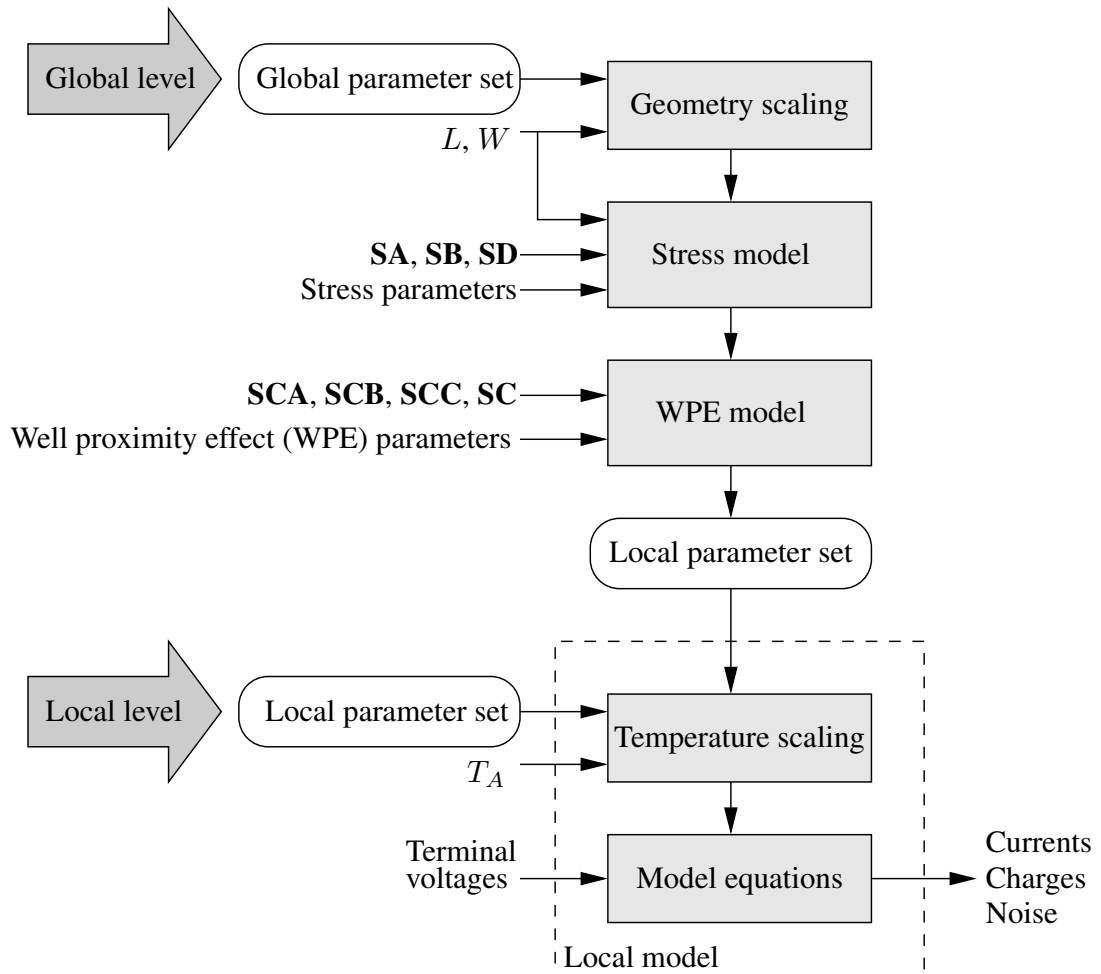 Global level
Global parameter set
Geometry scaling
L, W
Stress model
SA, SB, SD
Stress parameters
SCA, SCB, SCC, SC
WPE model
Well proximity effect (WPE) parameters
Local parameter set
Local level
Local parameter set
Temperature scaling
T_A
Terminal
voltages
Model equations
Currents
Charges
Noise
Local model